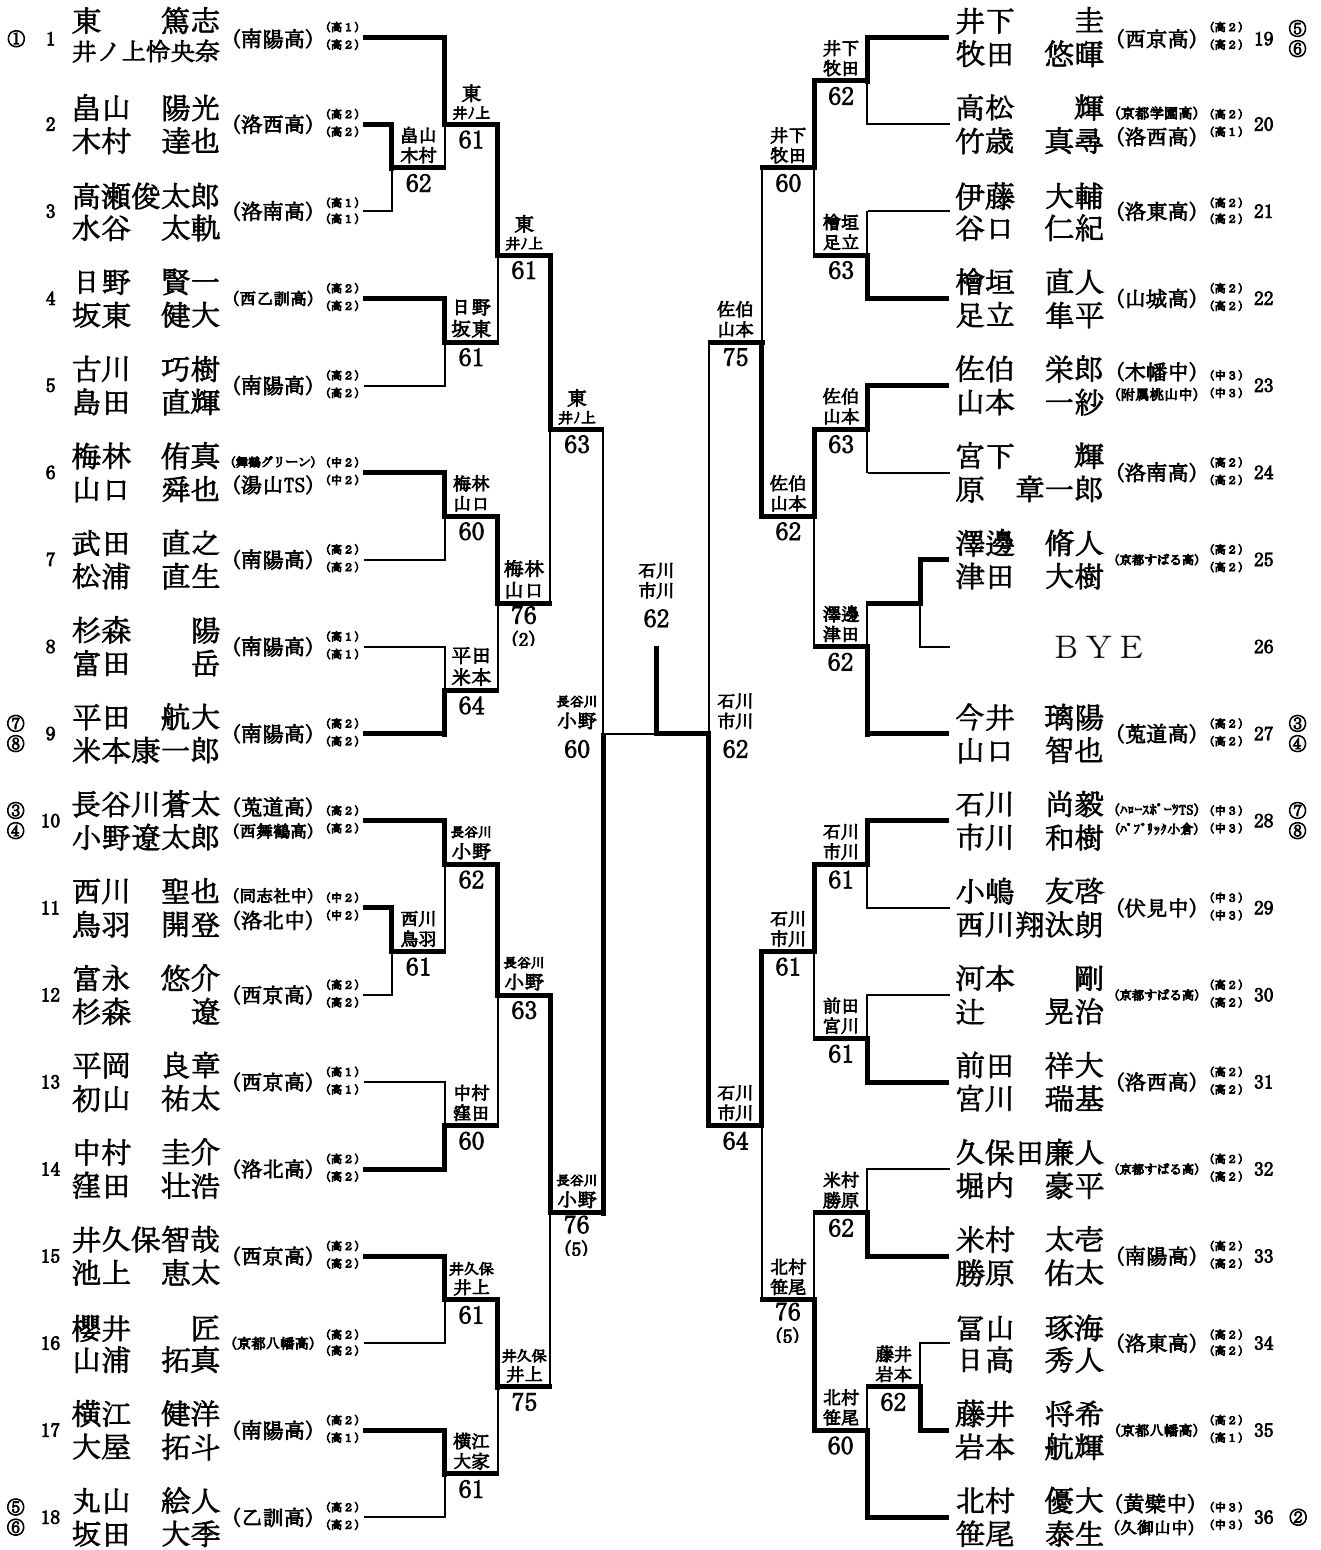 ① 1 東 篤志 (南陽高) (高1)
井ノ上怜央奈 (高2)
2 畠山 陽光 (洛西高) (高2)
木村 達也 (高2)
3 高瀬俊太郎 (洛南高) (高1)
水谷 太軌 (高1)
4 日野 賢一 (西乙訓高) (高2)
坂東 健大 (高2)
5 古川 巧樹 (南陽高) (高2)
島田 直輝 (高2)
6 梅林 侑真 (舞鶴グリーン) (中2)
山口 舜也 (湯山TS) (中2)
7 武田 直之 (南陽高) (高2)
松浦 直生 (高2)
8 杉森 陽 (南陽高) (高1)
富田 岳 (高1)
⑦ ⑧ 9 平田 航大 (南陽高) (高2)
米本康一郎 (高2)
③ ④ 10 長谷川蒼太 (莵道高) (高2)
小野遼太郎 (西舞鶴高) (高2)
11 西川 聖也 (同志社中) (中2)
鳥羽 開登 (洛北中) (中2)
12 富永 悠介 (西京高) (高2)
杉森 遼 (高2)
13 平岡 良章 (西京高) (高1)
初山 祐太 (高1)
14 中村 圭介 (洛北高) (高2)
窪田 壮浩 (高2)
15 井久保智哉 (西京高) (高2)
池上 恵太 (高2)
16 櫻井 匠 (京都八幡高) (高2)
山浦 拓真 (高2)
17 横江 健洋 (南陽高) (高2)
大屋 拓斗 (高1)
⑤ ⑥ 18 丸山 絵人 (乙訓高) (高2)
坂田 大季 (高2)
畠山
木村
62
西川
鳥羽
61
東
井ノ上
61
日野
坂東
61
梅林
山口
60
平田
米本
64
長谷川
小野
62
中村
窪田
60
井久保
井上
61
横江
大家
61
東
井ノ上
61
梅林
山口
76
(2)
長谷川
小野
63
井久保
井上
75
東
井ノ上
63
長谷川
小野
76
(5)
長谷川
小野
60
石川
市川
62
石川
市川
62
佐伯
山本
75
石川
市川
64
井下
牧田
60
佐伯
山本
62
石川
市川
61
北村
笹尾
76
(5)
井下
牧田
62
檜垣
足立
63
佐伯
山本
63
澤邊
津田
62
石川
市川
61
前田
宮川
61
米村
勝原
62
北村
笹尾
60
藤井
岩本
62
井下 圭 (西京高) (高2) 19 ⑤
牧田 悠暉 (高2) ⑥
高松 輝 (京都学園高) (高2) 20
竹歳 真尋 (洛西高) (高1)
伊藤 大輔 (洛東高) (高2) 21
谷口 仁紀 (高2)
檜垣 直人 (山城高) (高2) 22
足立 隼平 (高2)
佐伯 栄郎 (木幡中) (中3) 23
山本 一紗 (附属桃山中) (中3)
宮下 輝 (洛南高) (高2) 24
原 章一郎 (高2)
澤邊 脩人 (京都すばる高) (高2) 25
津田 大樹 (高2)
BYE 26
今井 璃陽 (莵道高) (高2) 27 ③
山口 智也 (高2) ④
石川 尚毅 (ﾊﾛｰｽﾎﾟｰﾂTS) (中3) 28 ⑦
市川 和樹 (ﾊﾟﾌﾞﾘｯｸ小倉) (中3) ⑧
小嶋 友啓 (伏見中) (中3) 29
西川翔汰朗 (中3)
河本 剛 (京都すばる高) (高2) 30
辻 晃治 (高2)
前田 祥大 (洛西高) (高2) 31
宮川 瑞基 (高2)
久保田廉人 (京都すばる高) (高2) 32
堀内 豪平 (高2)
米村 太壱 (南陽高) (高2) 33
勝原 佑太 (高2)
冨山 琢海 (洛東高) (高2) 34
日高 秀人 (高2)
藤井 将希 (京都八幡高) (高2) 35
岩本 航輝 (高1)
北村 優大 (黄檗中) (中3) 36 ②
笹尾 泰生 (久御山中) (中3)